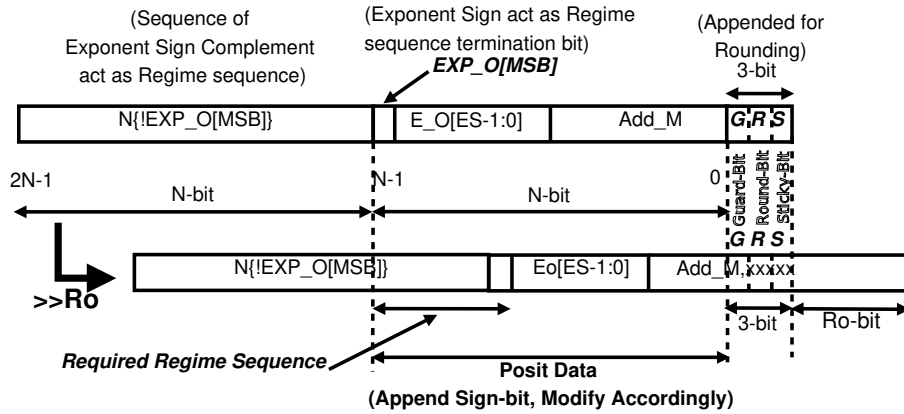 (Sequence of
Exponent Sign Complement
act as Regime sequence)
(Exponent Sign act as Regime
sequence termination bit)
EXP_O[MSB]
(Appended for
Rounding)
3-bit
N{!EXP_O[MSB]}
E_O[ES-1:0]
Add_M
G R S
2N-1
N-1
0
N-bit
N-bit
Guard-Bit
Round-Bit
Sticky-Bit
G R S
>>Ro
N{!EXP_O[MSB]}
Eo[ES-1:0]
Add_M,xxxxx
3-bit
Ro-bit
Required Regime Sequence
Posit Data
(Append Sign-bit, Modify Accordingly)